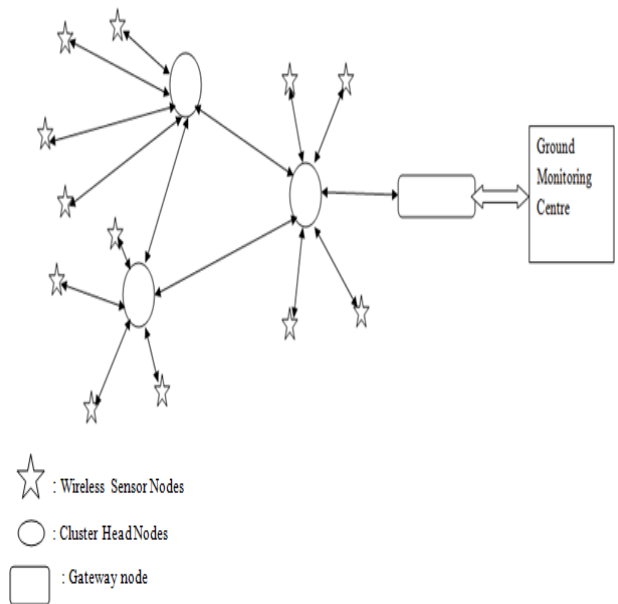 Ground
Monitoring
Centre
: Wireless Sensor Nodes
: Cluster Head Nodes
: Gateway node